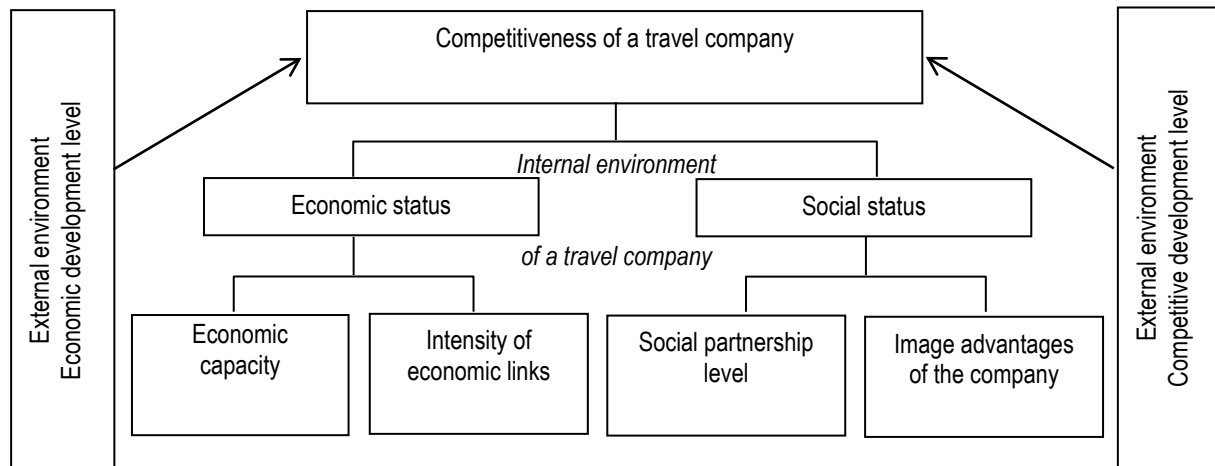 External environment
Economic development level
Competitiveness of a travel company
Internal environment
Economic status
Social status
of a travel company
Economic
capacity
Intensity of
economic links
Social partnership
level
Image advantages
of the company
External environment
Competitive development level